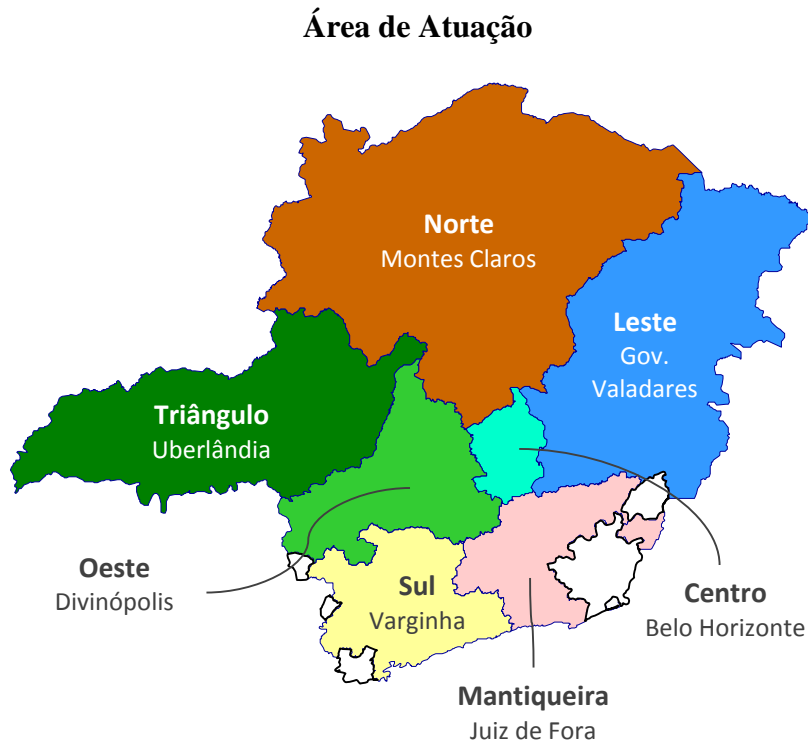 Área de Atuação
Norte
Montes Claros
Leste
Gov.
Valadares
Triângulo
Uberlândia
Oeste
Divinópolis
Sul
Varginha
Centro
Belo Horizonte
Mantiqueira
Juiz de Fora